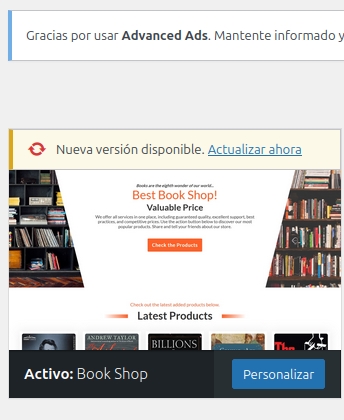 Gracias por usar Advanced Ads. Mantente informado y
Nueva versión disponible. Actualizar ahora
Books are the eighth wonder of our world...
Best Book Shop!
Valuable Price
We offer all services in one place, including guaranteed quality, excellent support, best
practices, and competitive prices. Use the action button below to discover our most
popular products. Share and tell your friends about our store.
Check the Products
Check out the latest added products below.
Latest Products
ANDREW TAYLOR
BILLIONS
Activo: Book Shop
Personalizar